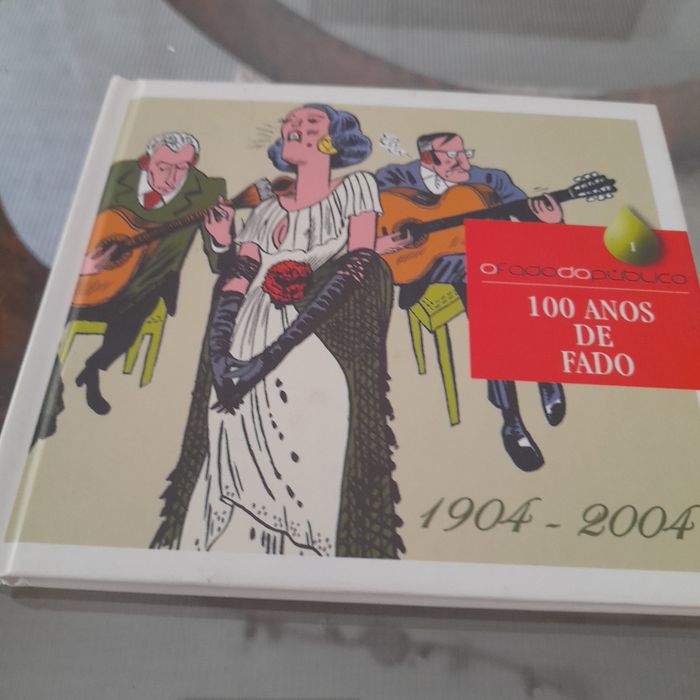 1
ofadodopúblico
100 ANOS
DE
FADO
1904 - 2004